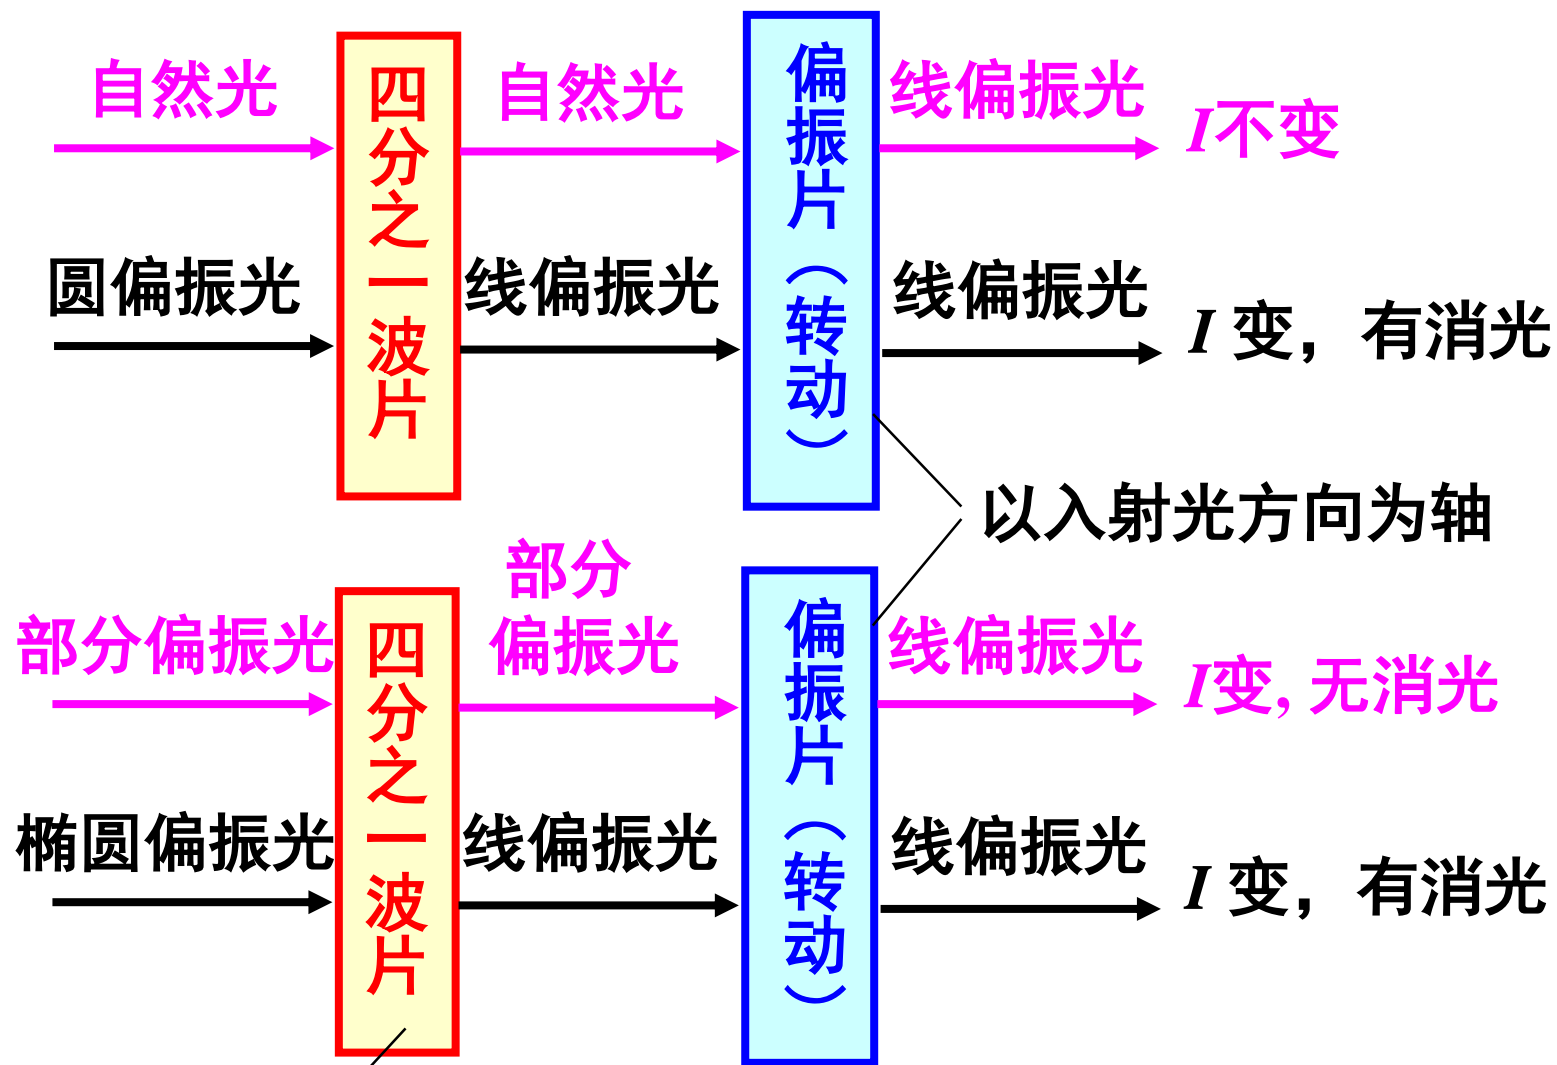 自然光
四分之一波片
自然光
偏振片（转动）
线偏振光
I不变
圆偏振光
线偏振光
线偏振光
I 变，有消光
以入射光方向为轴
部分偏振光
四分之一波片
部分
偏振光
偏振片（转动）
线偏振光
I变, 无消光
椭圆偏振光
线偏振光
线偏振光
I 变，有消光